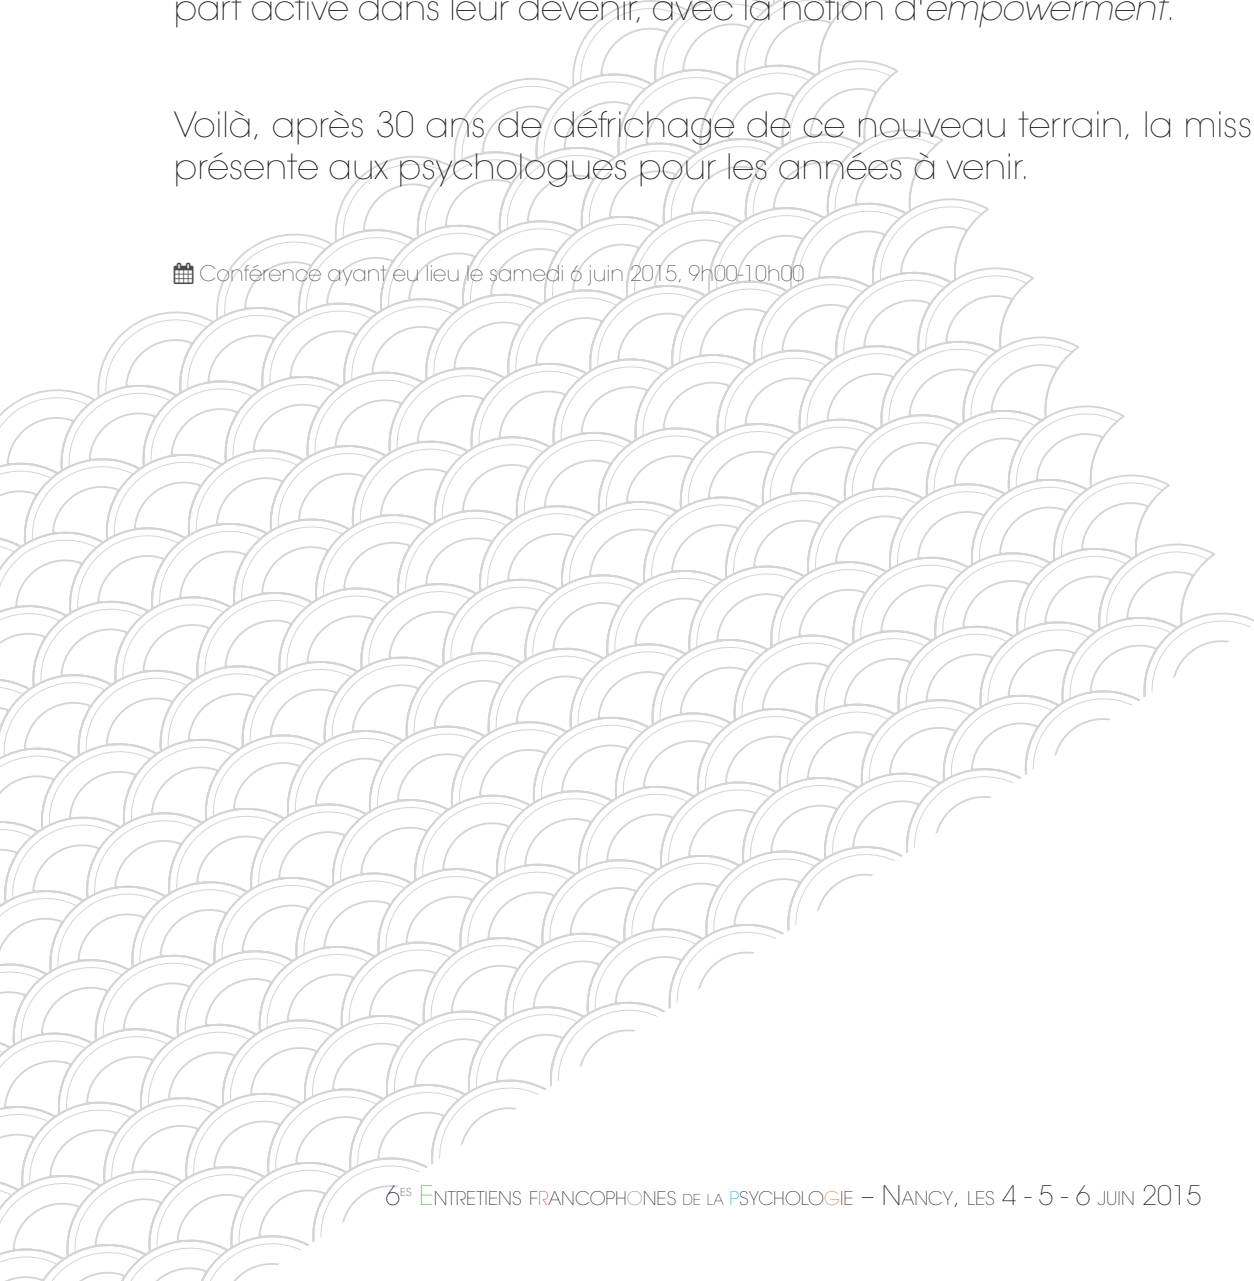 part active dans leur devenir, avec la notion d'empowerment.
Voilà, après 30 ans de défrichage de ce nouveau terrain, la miss
présente aux psychologues pour les années à venir.
Conférence ayant eu lieu le samedi 6 juin 2015, 9h00-10h00
6ES ENTRETIENS FRANCOPHONES DE LA PSYCHOLOGIE – NANCY, LES 4 - 5 - 6 JUIN 2015